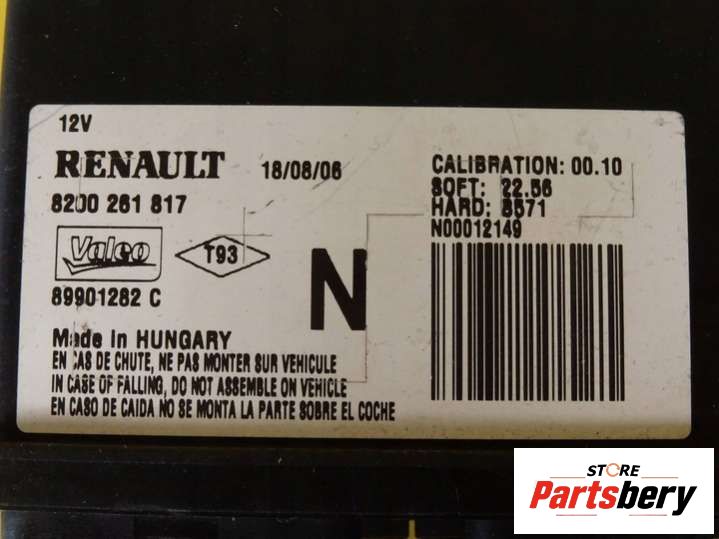 12V
RENAULT 18/08/06
8200 261 817
Valeo T93
89901262 C
N
Made In HUNGARY
EN CAS DE CHUTE, NE PAS MONTER SUR VEHICULE
IN CASE OF FALLING, DO NOT ASSEMBLE ON VEHICLE
EN CASO DE CAIDA NO SE MONTA LA PARTE SOBRE EL COCHE
CALIBRATION: 00.10
SOFT: 22.56
HARD: 8571
N00012149
STORE
Partsbery